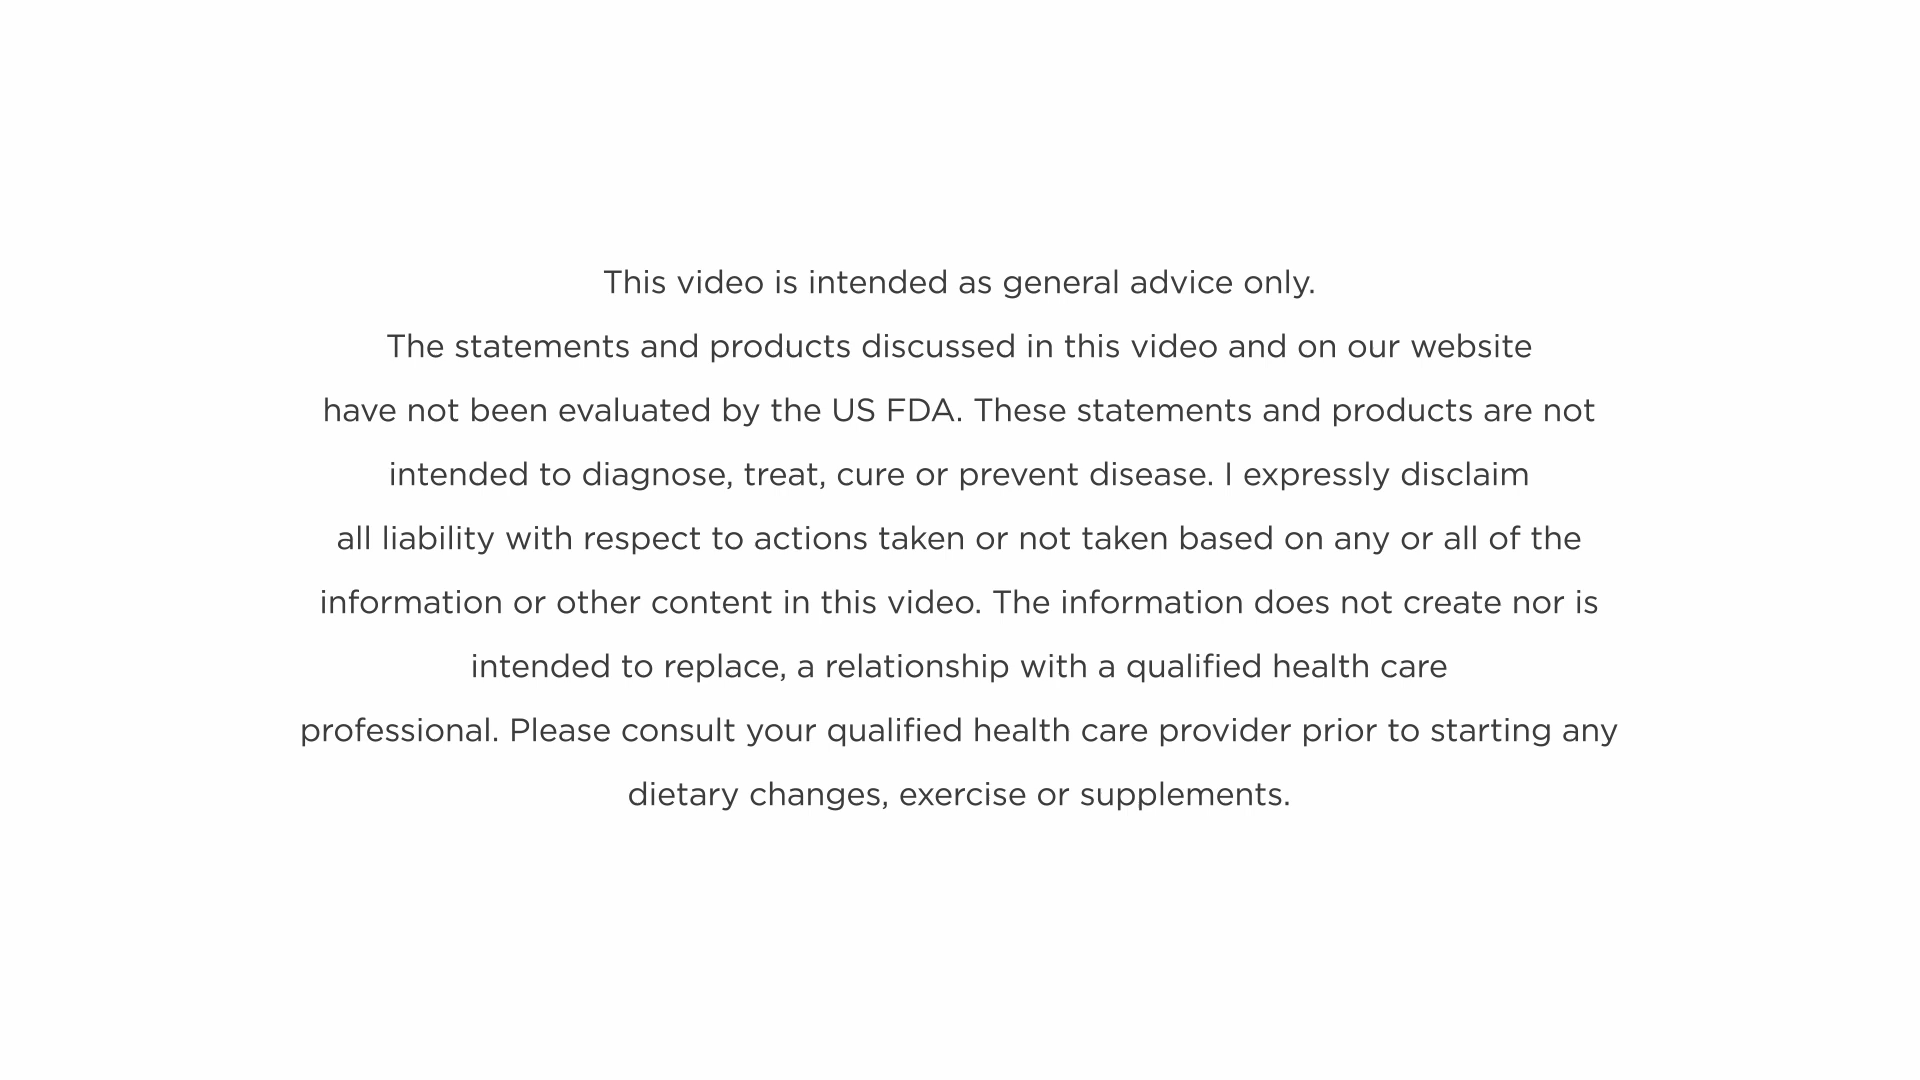 This video is intended as general advice only.
The statements and products discussed in this video and on our website
have not been evaluated by the US FDA. These statements and products are not
intended to diagnose, treat, cure or prevent disease. I expressly disclaim
all liability with respect to actions taken or not taken based on any or all of the
information or other content in this video. The information does not create nor is
intended to replace, a relationship with a qualified health care
professional. Please consult your qualified health care provider prior to starting any
dietary changes, exercise or supplements.